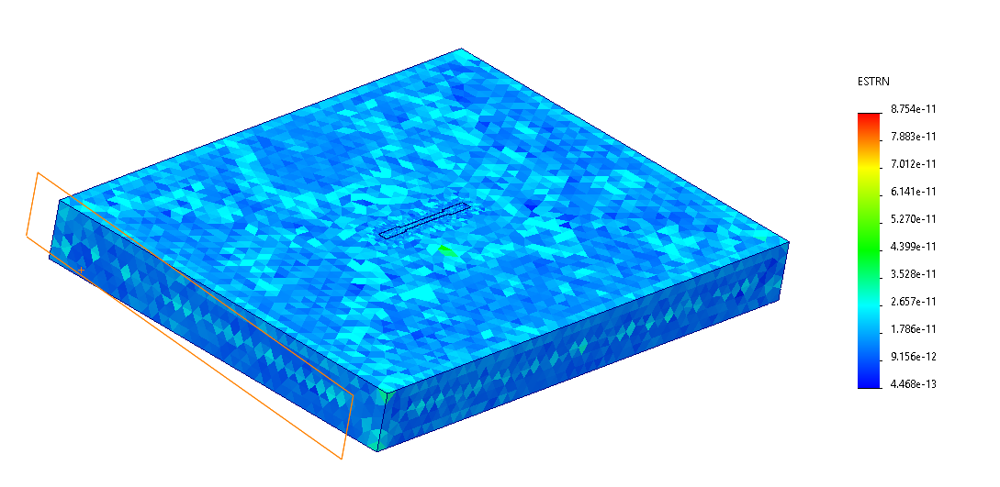 ESTRN
8.754e-11
7.883e-11
7.012e-11
6.141e-11
5.270e-11
4.399e-11
3.528e-11
2.657e-11
1.786e-11
9.156e-12
4.468e-13